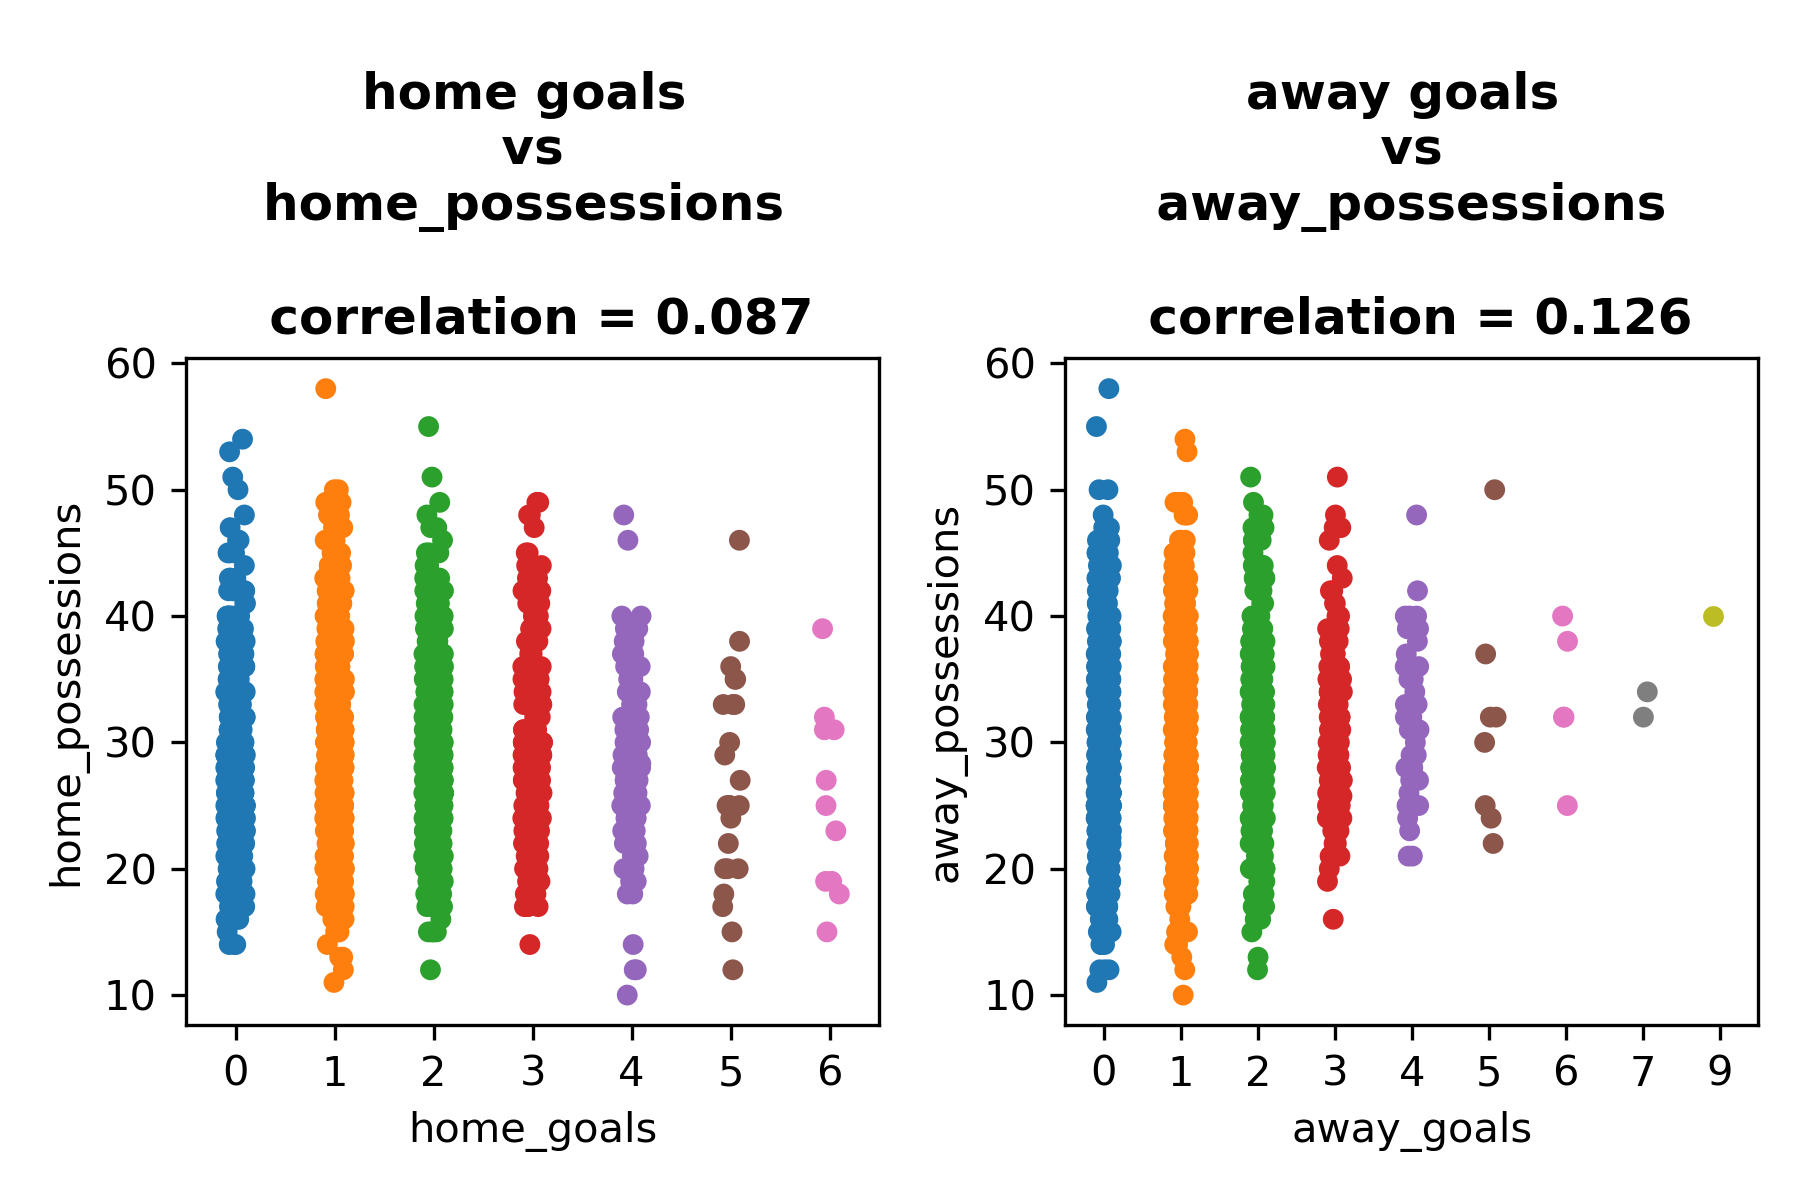 home goals
vs
home_possessions
correlation = 0.087
60
50
40
30
20
10
home_possessions
0 1 2 3 4 5 6
home_goals
away goals
vs
away_possessions
correlation = 0.126
60
50
40
30
20
10
away_possessions
0 1 2 3 4 5 6 7 9
away_goals